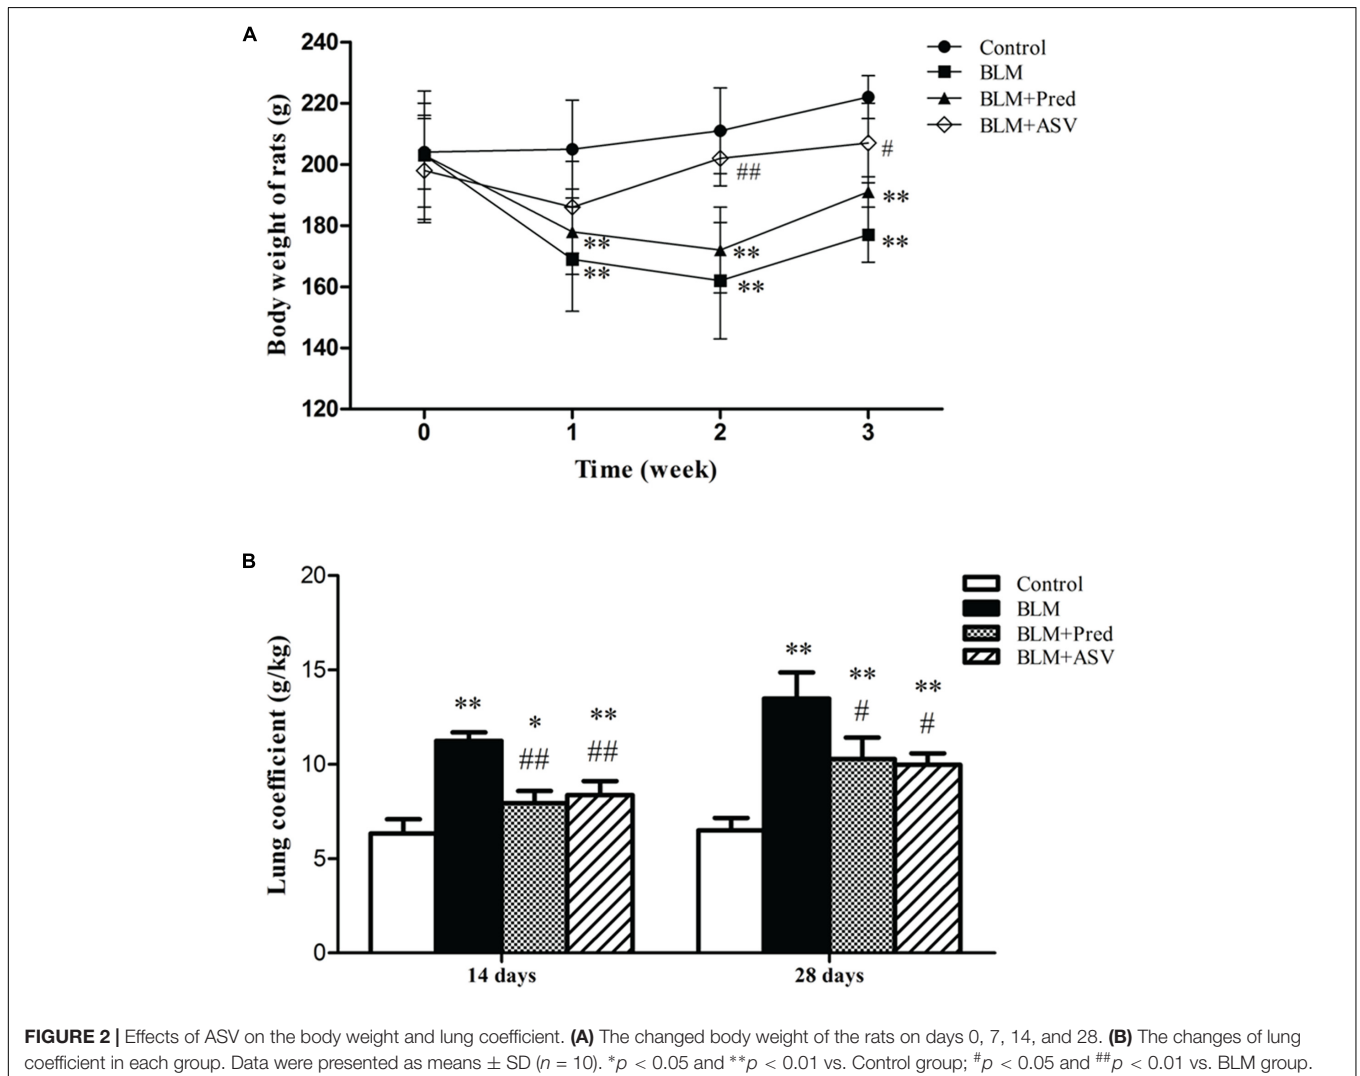 A
240
220
200
180
160
140
120
Body weight of rats (g)
0 1 2 3
Time (week)
Control
BLM
BLM+Pred
BLM+ASV
##
#
**
**
**
**
**
**
B
20
15
10
5
0
Lung coefficient (g/kg)
Control
BLM
BLM+Pred
BLM+ASV
**
*
##
**
##
**
**
#
**
#
14 days 28 days
FIGURE 2 | Effects of ASV on the body weight and lung coefficient. (A) The changed body weight of the rats on days 0, 7, 14, and 28. (B) The changes of lung
coefficient in each group. Data were presented as means ± SD (n = 10). *p < 0.05 and **p < 0.01 vs. Control group; #p < 0.05 and ##p < 0.01 vs. BLM group.